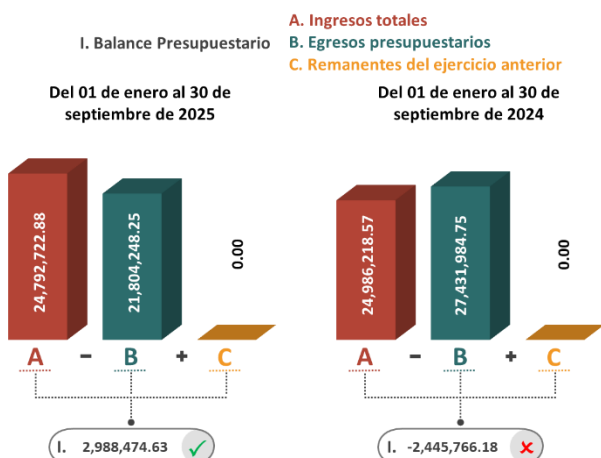 I. Balance Presupuestario
A. Ingresos totales
B. Egresos presupuestarios
C. Remanentes del ejercicio anterior
Del 01 de enero al 30 de
septiembre de 2025
24,792,722.88
21,804,248.25
0.00
A – B + C
I. 2,988,474.63
Del 01 de enero al 30 de
septiembre de 2024
24,986,218.57
27,431,984.75
0.00
A – B + C
I. -2,445,766.18